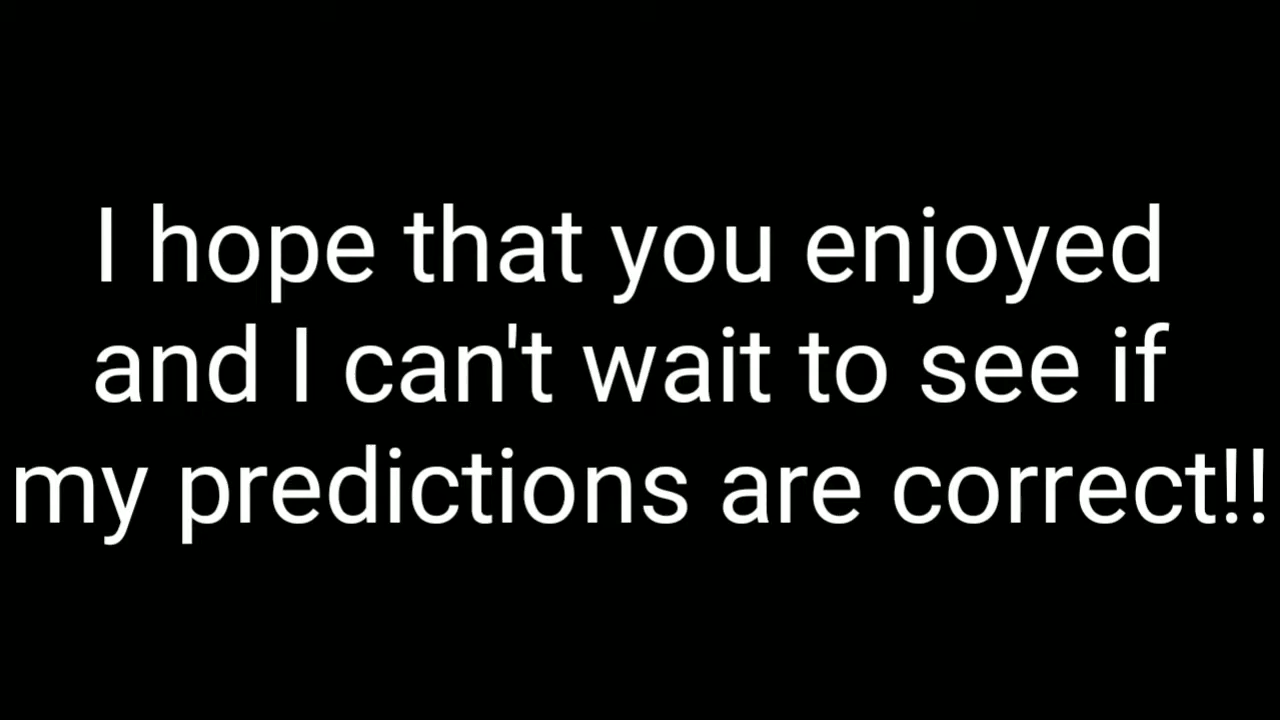 I hope that you enjoyed
and I can't wait to see if
my predictions are correct!!